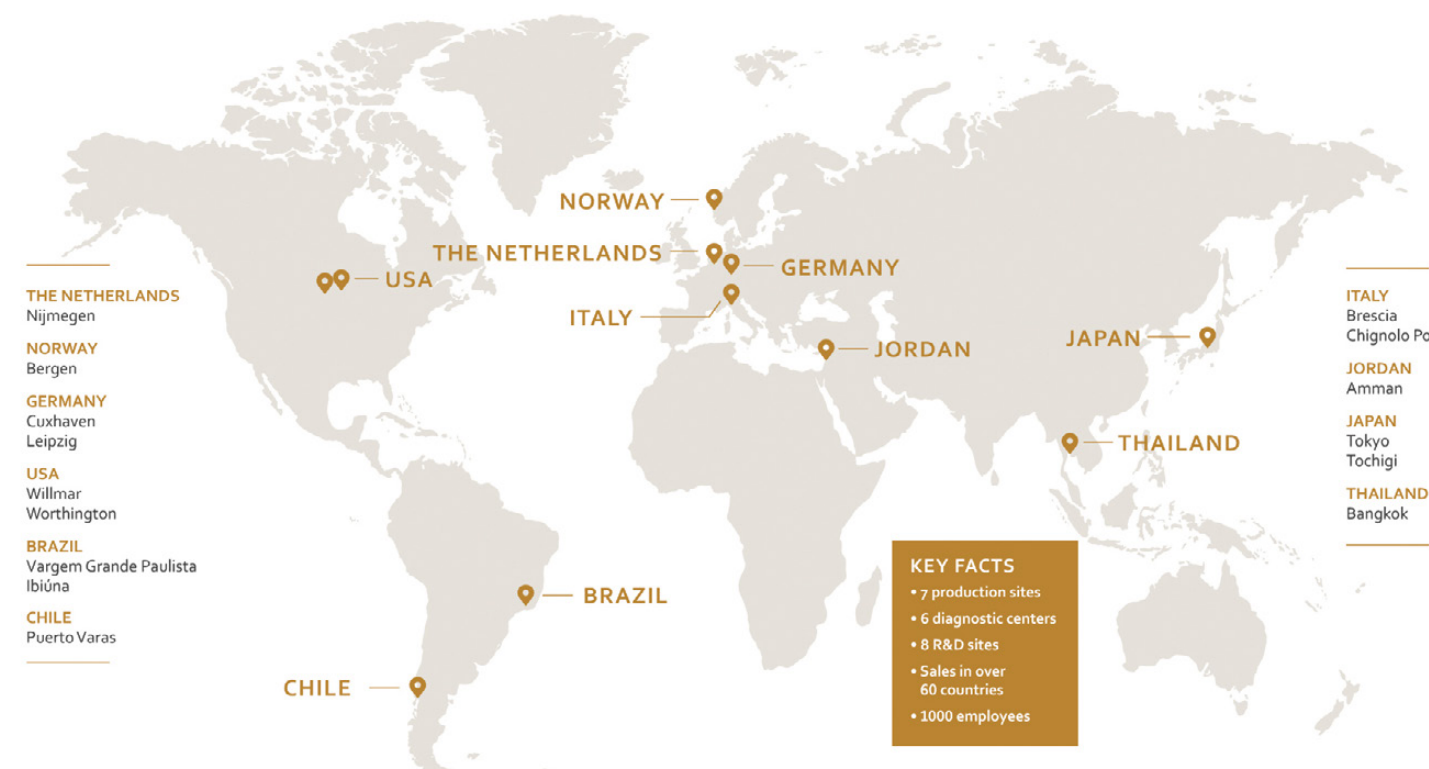 NORWAY
THE NETHERLANDS
GERMANY
USA
ITALY
JORDAN
JAPAN
THAILAND
BRAZIL
CHILE
THE NETHERLANDS
Nijmegen
NORWAY
Bergen
GERMANY
Cuxhaven
Leipzig
USA
Willmar
Worthington
BRAZIL
Vargem Grande Paulista
Ibiúna
CHILE
Puerto Varas
KEY FACTS
• 7 production sites
• 6 diagnostic centers
• 8 R&D sites
• Sales in over
60 countries
• 1000 employees
ITALY
Brescia
Chignolo
JORDAN
Amman
JAPAN
Tokyo
Tochigi
THAILAND
Bangkok